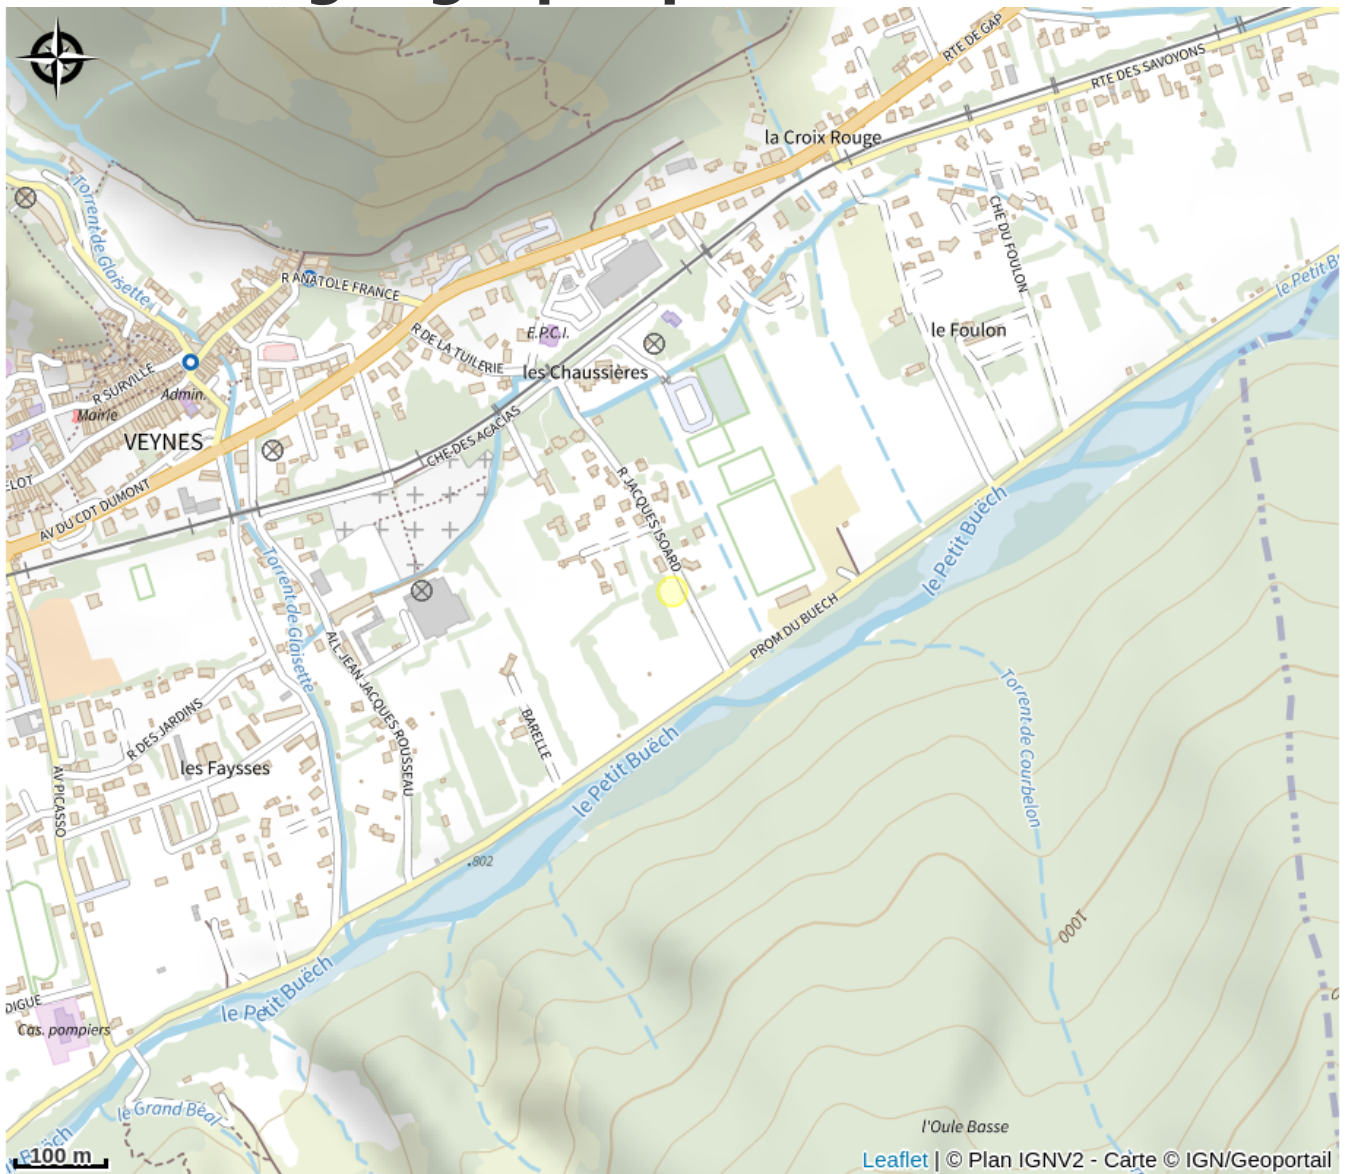 RTE DE GAP
RTE DES SAVOYONS
la Croix Rouge
Torrent de Glaisette
CHE DU FOULON
R ANATOLE FRANCE
le Petit B
R DE LA TUILERIE
E.P.C.I.
le Foulon
les Chaussières
R SURVILLE
Admin.
Mairie
VEYNES
CHE DES ACACIAS
ELOT
AV DU CDT DUMONT
R JACQUES ISOARD
le Petit Buëch
Torrent de Glaisette
PROM DU BUECH
ALL JEAN JACQUES ROUSSEAU
Torrent de Courbelon
R DES JARDINS
BARELLE
le Petit Buëch
les Faysses
AV PICASSO
.802
1000
le Petit Buëch
DIGUE
Cas. pompiers
le Grand Béal
l'Oule Basse
Buëch
100 m
Leaflet | © Plan IGNV2 - Carte © IGN/Geoportail